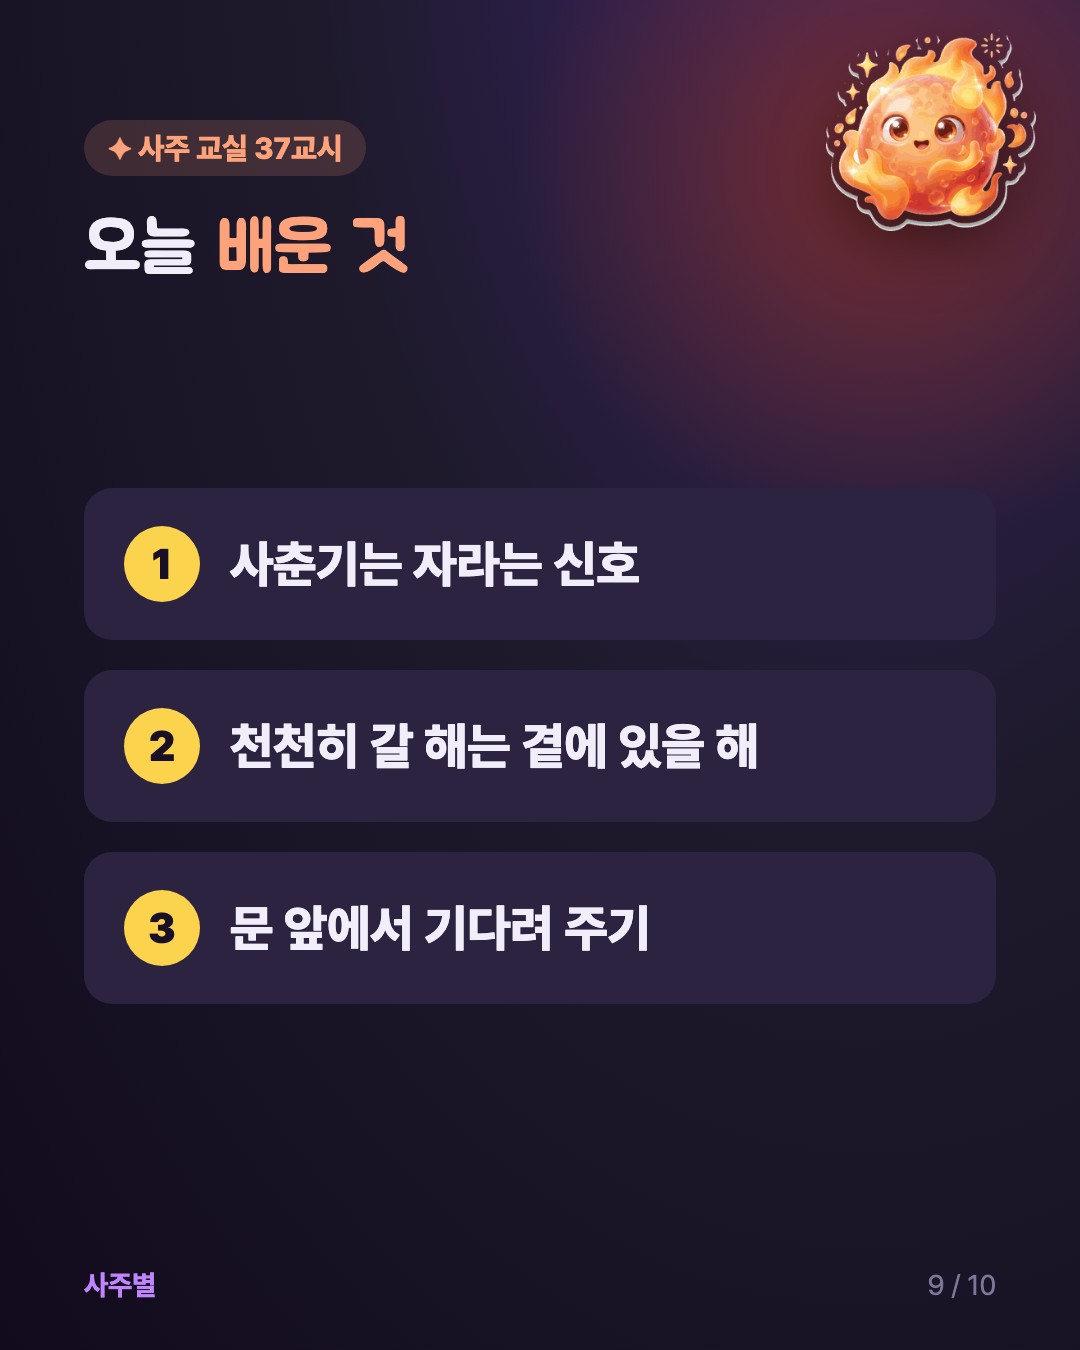 ✦ 사주 교실 37교시
오늘 배운 것
1 사춘기는 자라는 신호
2 천천히 갈 해는 곁에 있을 해
3 문 앞에서 기다려 주기
사주별
9 / 10